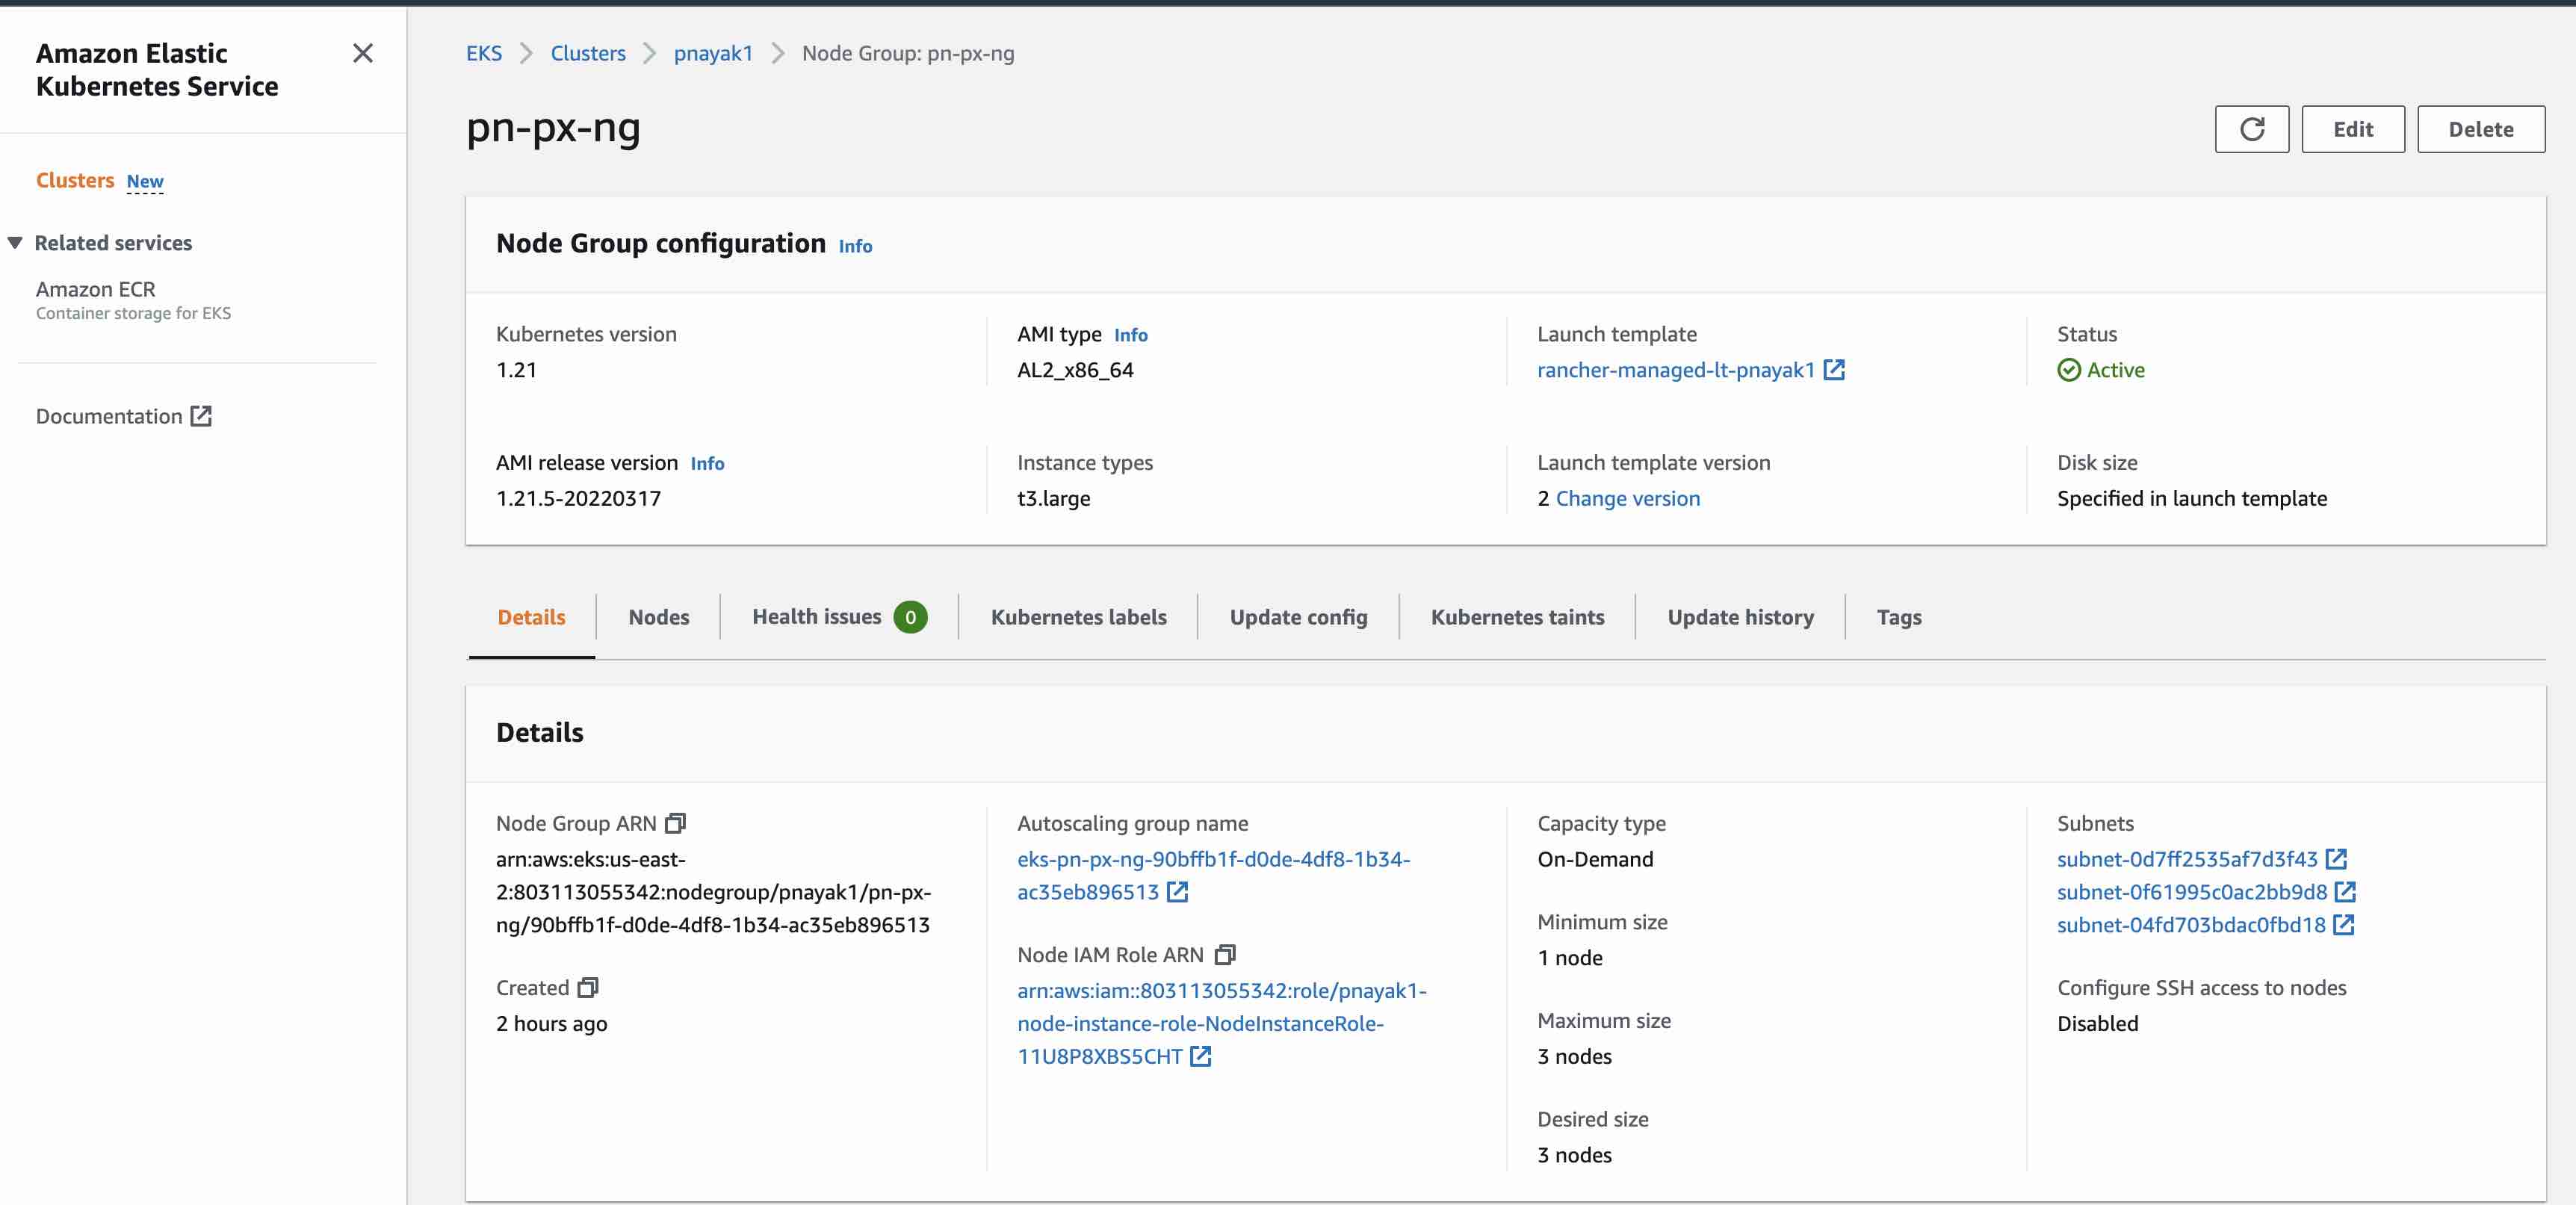 Amazon Elastic
Kubernetes Service
Clusters New
Related services
Amazon ECR
Container storage for EKS
Documentation
EKS > Clusters > pnayak1 > Node Group: pn-px-ng
pn-px-ng
Edit
Delete
Node Group configuration Info
Kubernetes version
1.21
AMI type Info
AL2_x86_64
Launch template
rancher-managed-lt-pnayak1
Status
Active
AMI release version Info
1.21.5-20220317
Instance types
t3.large
Launch template version
2 Change version
Disk size
Specified in launch template
Details
Nodes
Health issues 0
Kubernetes labels
Update config
Kubernetes taints
Update history
Tags
Details
Node Group ARN
arn:aws:eks:us-east-
2:803113055342:nodegroup/pnayak1/pn-px-
ng/90bffb1f-d0de-4df8-1b34-ac35eb896513
Created
2 hours ago
Autoscaling group name
eks-pn-px-ng-90bffb1f-d0de-4df8-1b34-
ac35eb896513
Node IAM Role ARN
arn:aws:iam::803113055342:role/pnayak1-
node-instance-role-NodeInstanceRole-
11U8P8XBS5CHT
Capacity type
On-Demand
Minimum size
1 node
Maximum size
3 nodes
Desired size
3 nodes
Subnets
subnet-0d7ff2535af7d3f43
subnet-0f61995c0ac2bb9d8
subnet-04fd703bdac0fbd18
Configure SSH access to nodes
Disabled